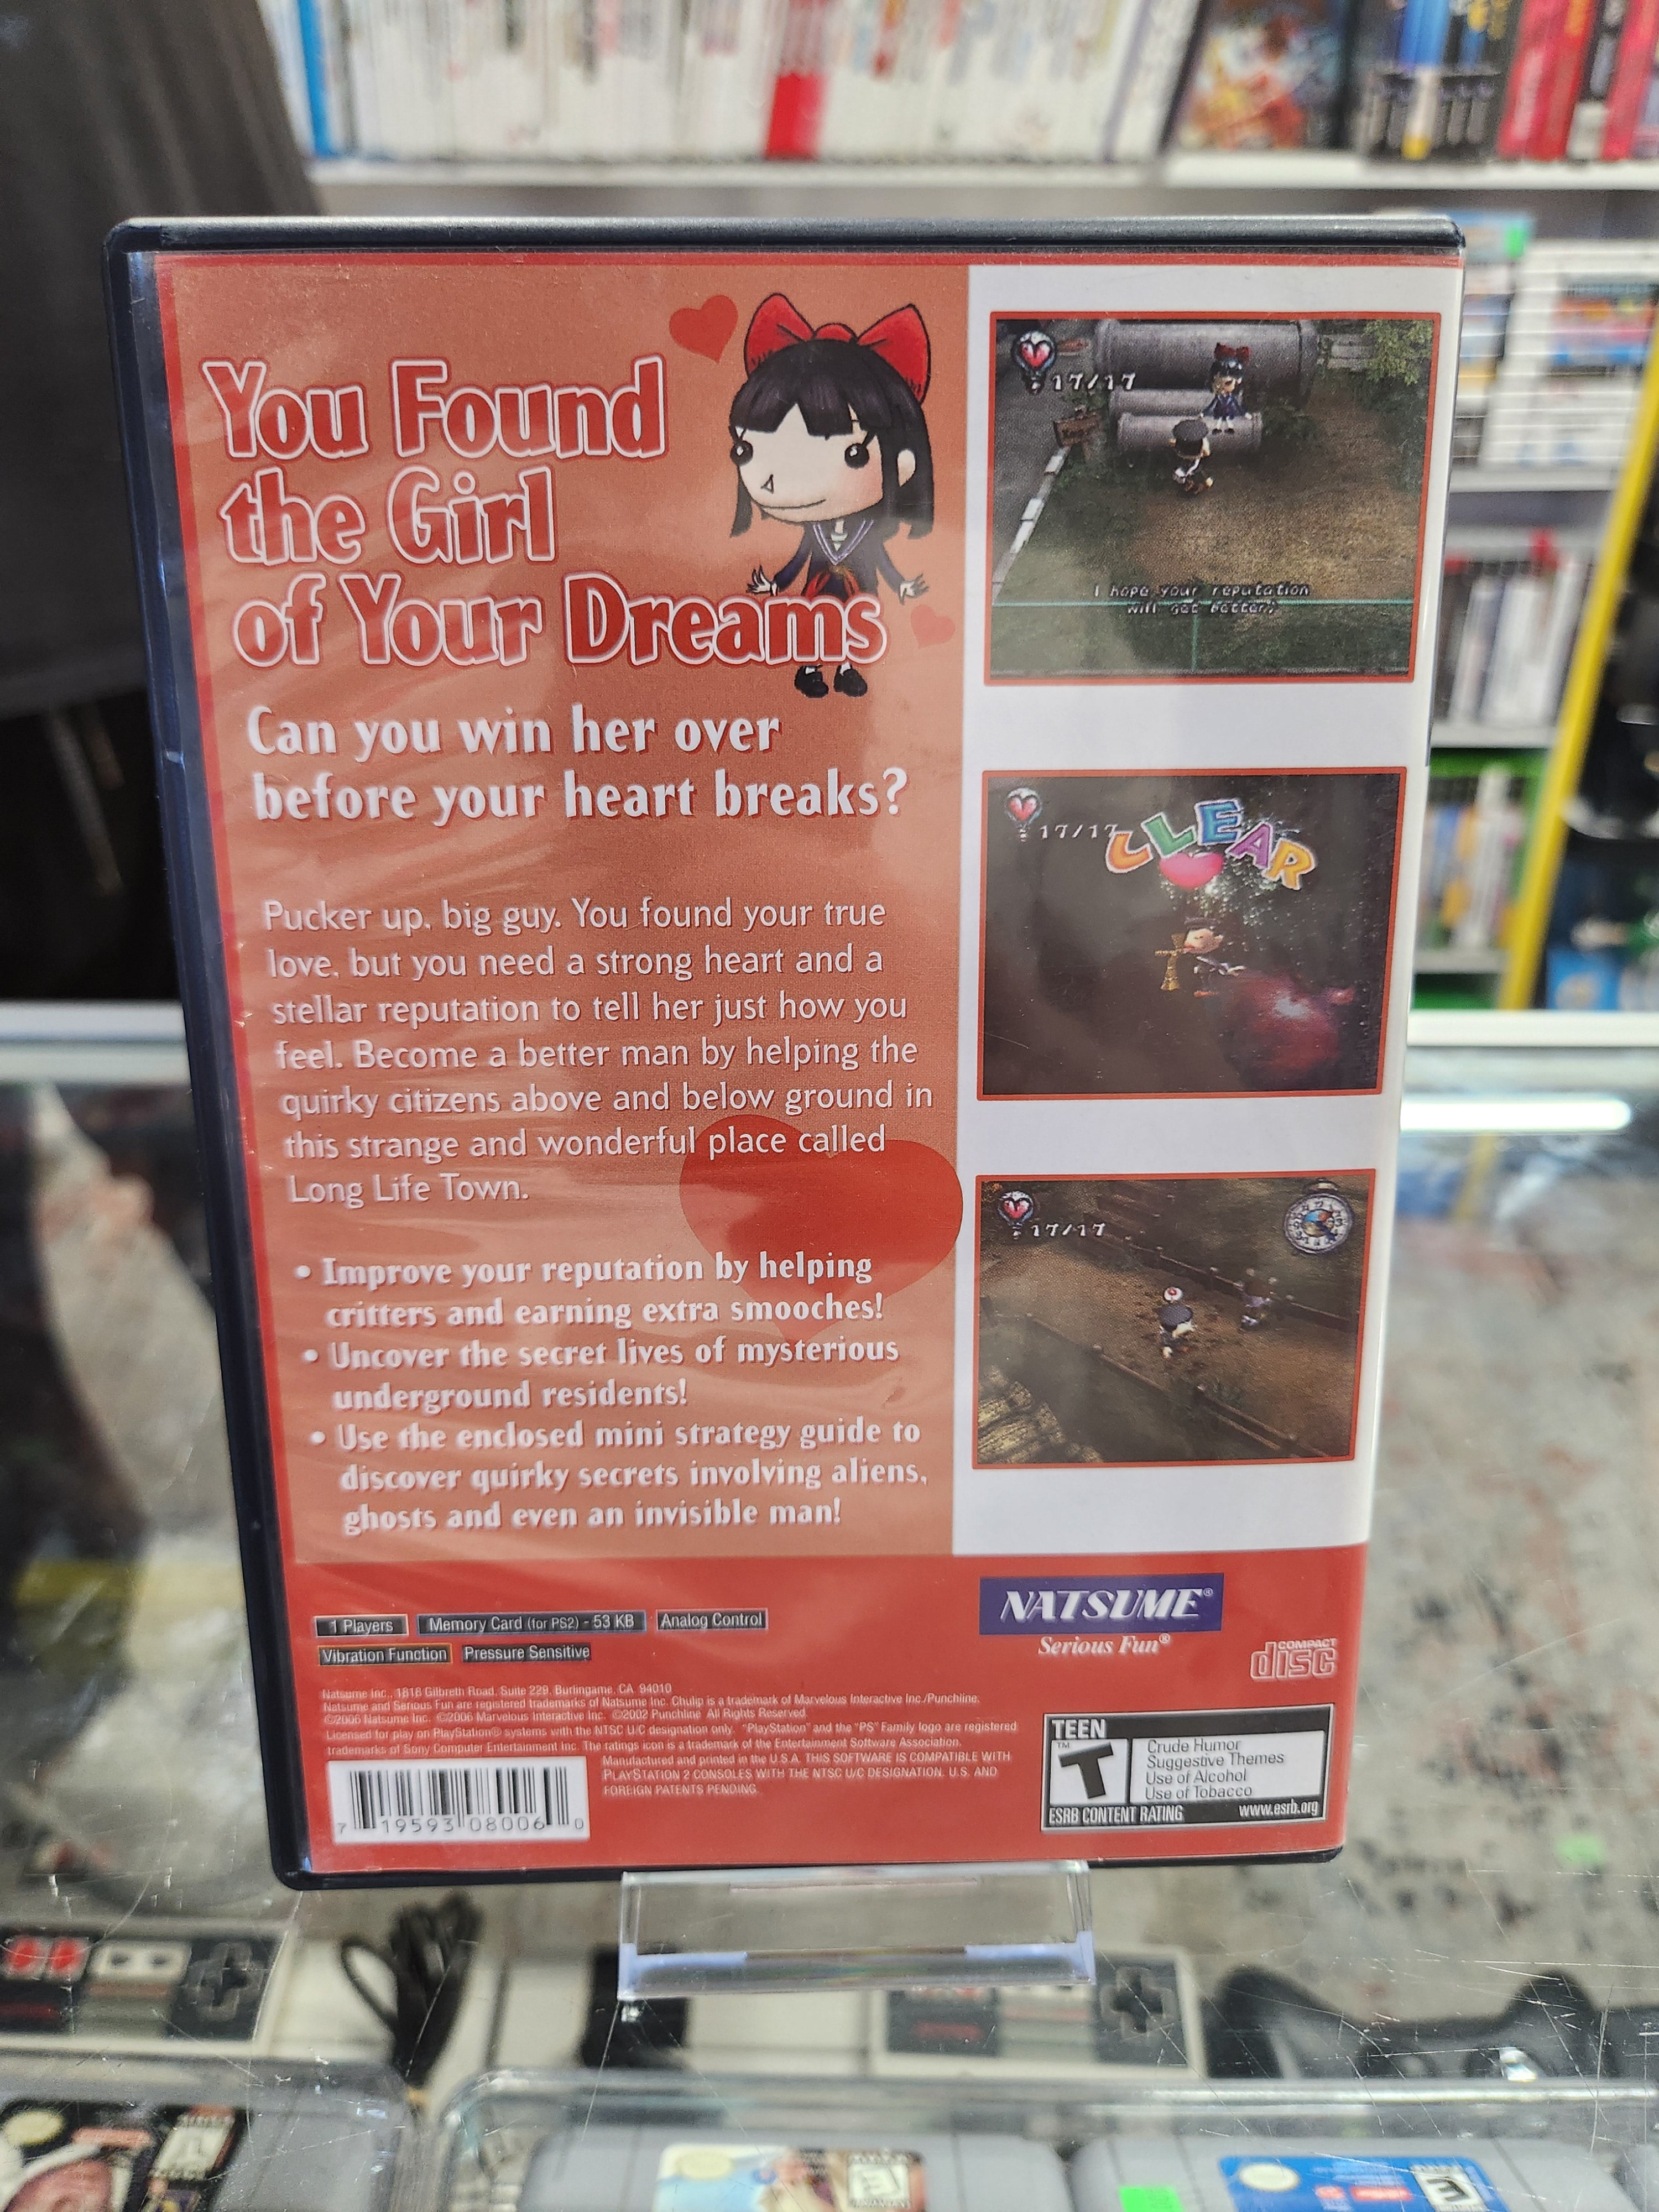 You Found
the Girl
of Your Dreams
Can you win her over
before your heart breaks?
Pucker up, big guy. You found your true
love, but you need a strong heart and a
stellar reputation to tell her just how you
feel. Become a better man by helping the
quirky citizens above and below ground in
this strange and wonderful place called
Long Life Town.
• Improve your reputation by helping
critters and earning extra smooches!
• Uncover the secret lives of mysterious
underground residents!
• Use the enclosed mini strategy guide to
discover quirky secrets involving aliens,
ghosts and even an invisible man!
17/17
I hope your reputation
will get better,
17/17
CLEAR
17/17
1 Players
Memory Card (for PS2) - 53 KB
Analog Control
Vibration Function
Pressure Sensitive
NATSUME®
Serious Fun®
COMPACT
disc
Natsume Inc., 1818 Gilbreth Road, Suite 229, Burlingame, CA 94010
Natsume and Serious Fun are registered trademarks of Natsume Inc. Chulip is a trademark of Marvelous Interactive Inc./Punchline.
©2006 Natsume Inc. ©2006 Marvelous Interactive Inc. ©2002 Punchline All Rights Reserved.
Licensed for play on PlayStation® systems with the NTSC U/C designation only. "PlayStation" and the "PS" Family logo are registered
trademarks of Sony Computer Entertainment Inc. The ratings icon is a trademark of the Entertainment Software Association.
Manufactured and printed in the U.S.A. THIS SOFTWARE IS COMPATIBLE WITH
PLAYSTATION 2 CONSOLES WITH THE NTSC U/C DESIGNATION. U.S. AND
FOREIGN PATENTS PENDING.
7 19593 08006 0
TEEN
T
TM
Crude Humor
Suggestive Themes
Use of Alcohol
Use of Tobacco
ESRB CONTENT RATING
www.esrb.org